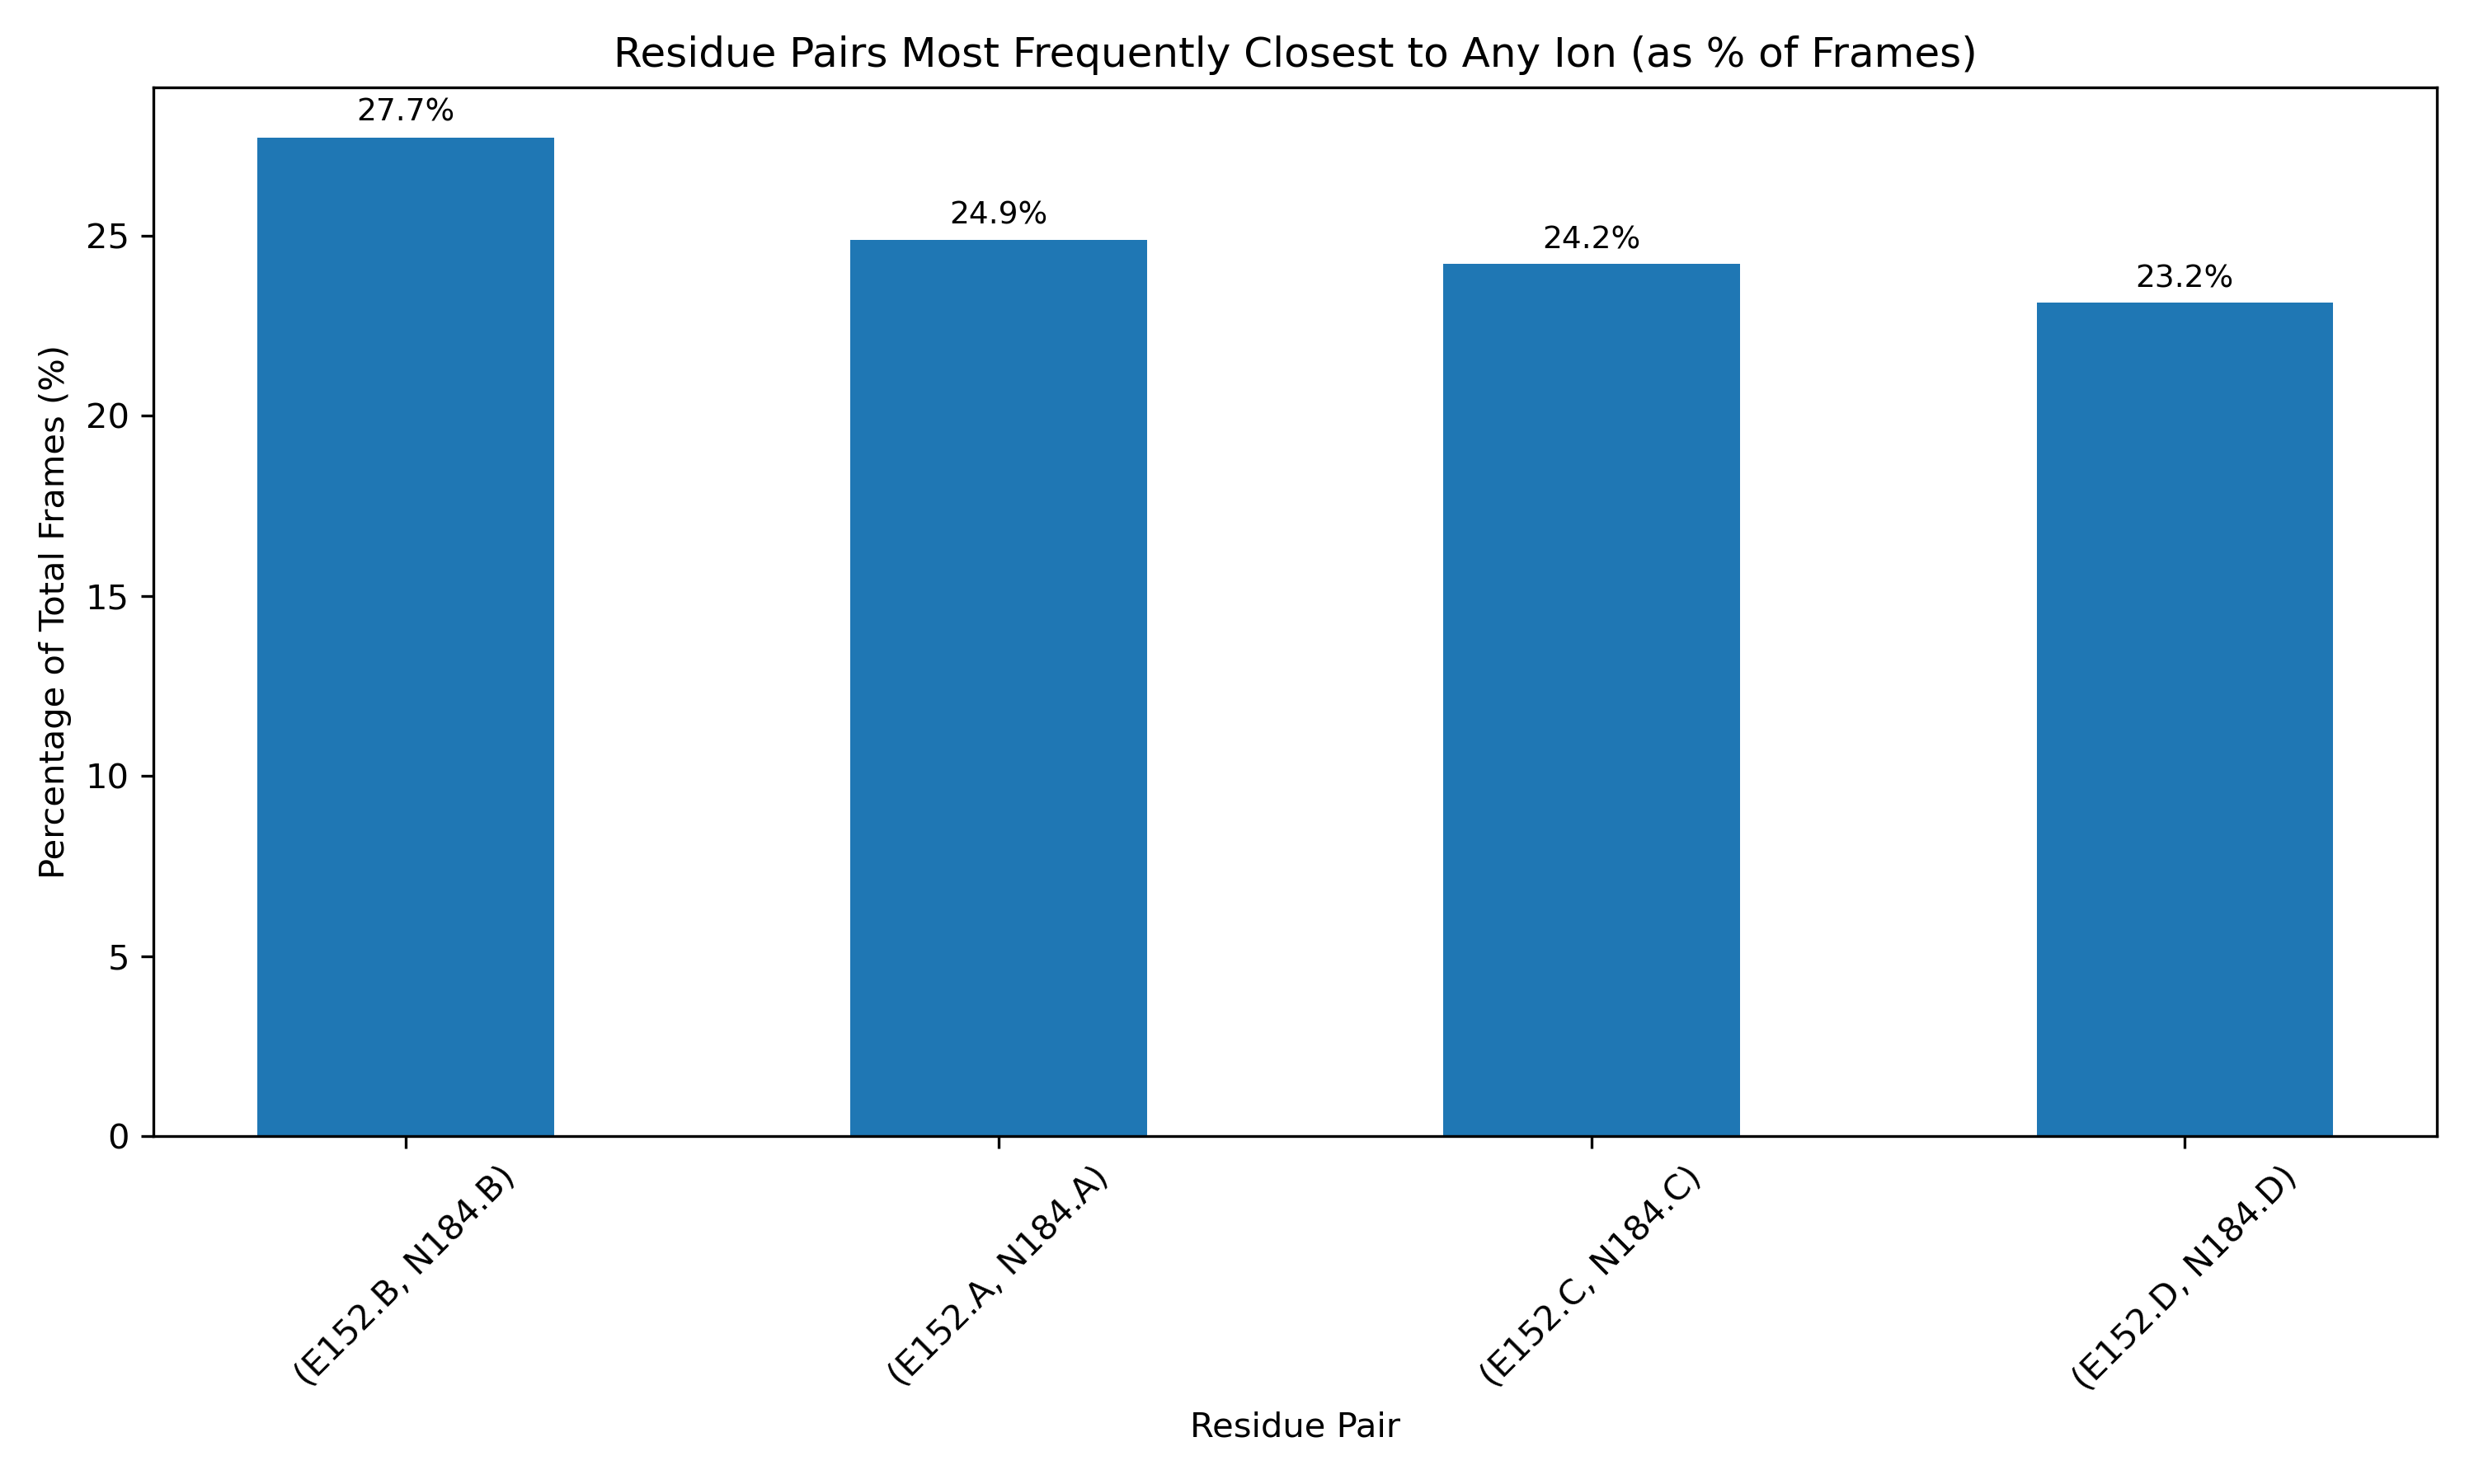 Residue Pairs Most Frequently Closest to Any Ion (as % of Frames)
27.7%
24.9%
24.2%
23.2%
Percentage of Total Frames (%)
25
20
15
10
5
0
(E152.B, N184.B)
(E152.A, N184.A)
(E152.C, N184.C)
(E152.D, N184.D)
Residue Pair